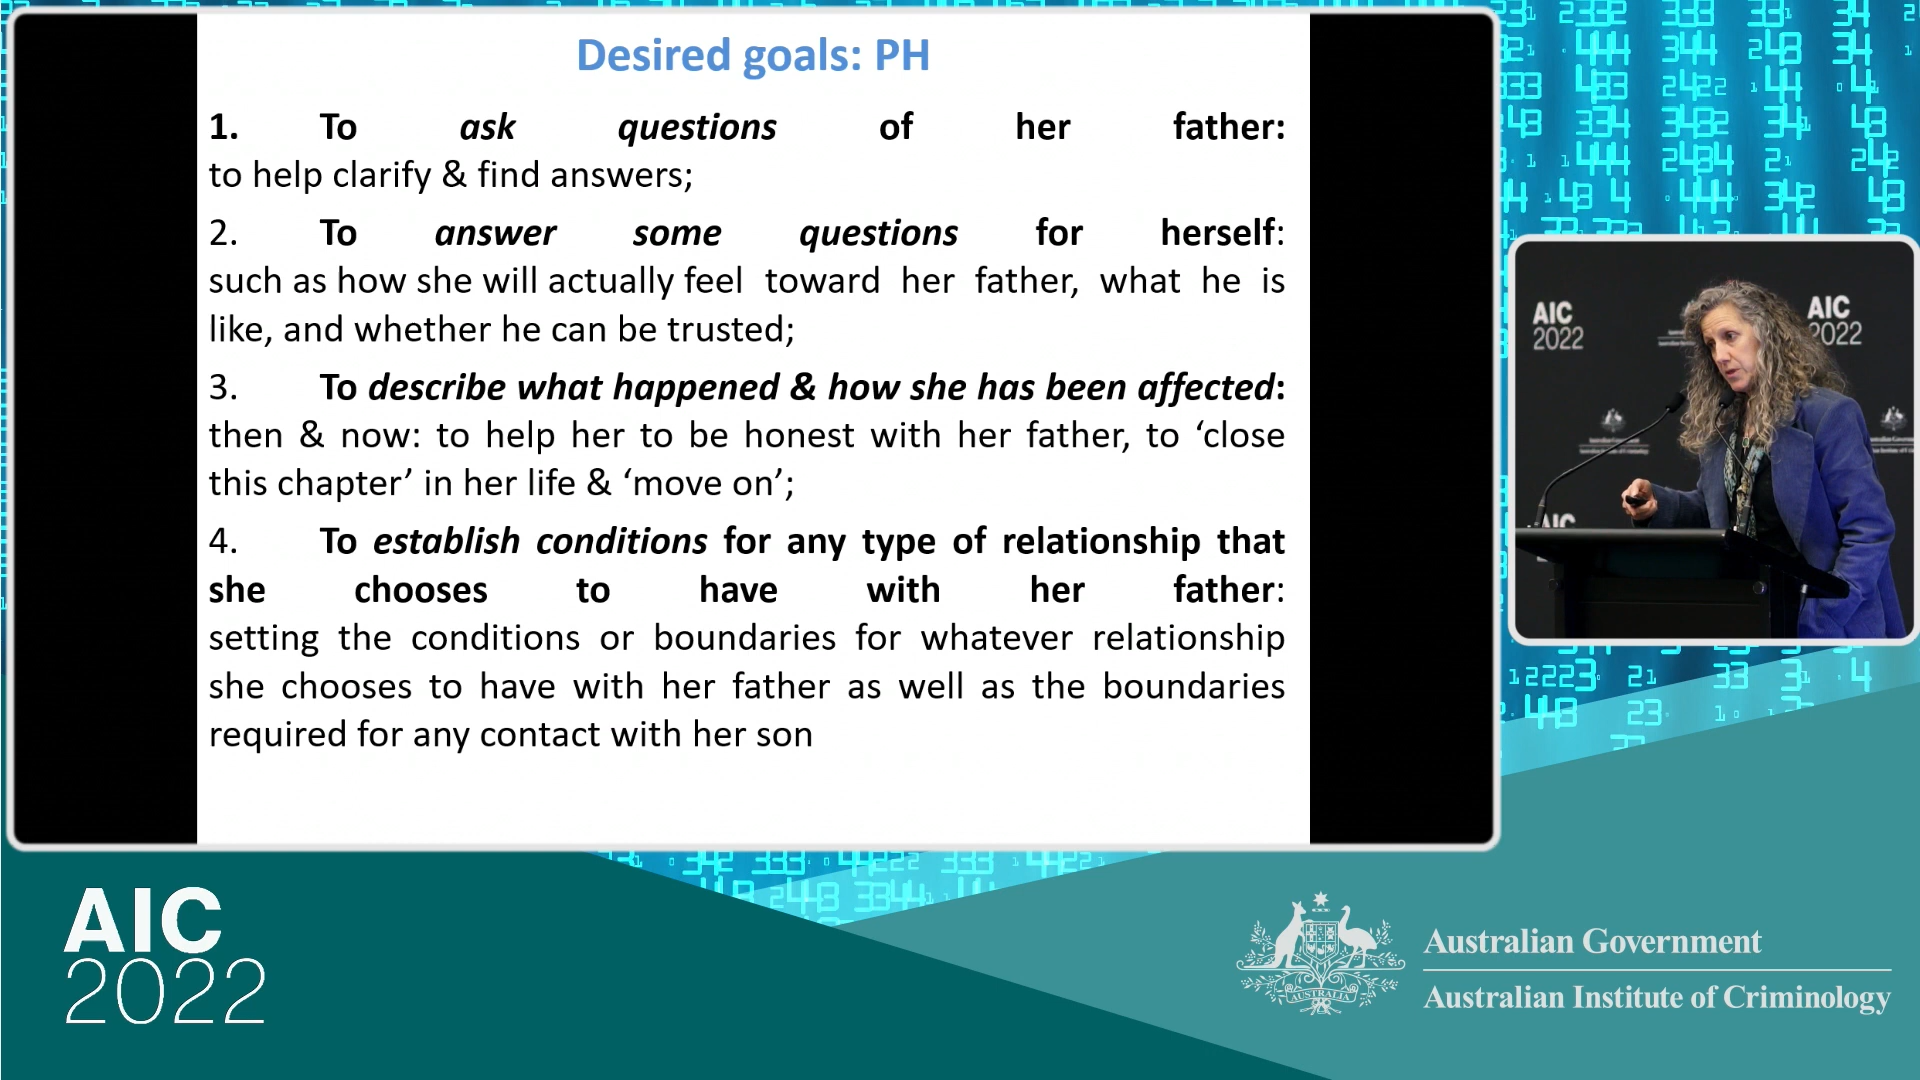 Desired goals: PH
1. To ask questions of her father:
to help clarify & find answers;
2. To answer some questions for herself:
such as how she will actually feel toward her father, what he is
like, and whether he can be trusted;
3. To describe what happened & how she has been affected:
then & now: to help her to be honest with her father, to ‘close
this chapter’ in her life & ‘move on’;
4. To establish conditions for any type of relationship that
she chooses to have with her father:
setting the conditions or boundaries for whatever relationship
she chooses to have with her father as well as the boundaries
required for any contact with her son
AIC
2022
AIC
2022
AIC
AIC
2022
AUSTRALIA
Australian Government
Australian Institute of Criminology